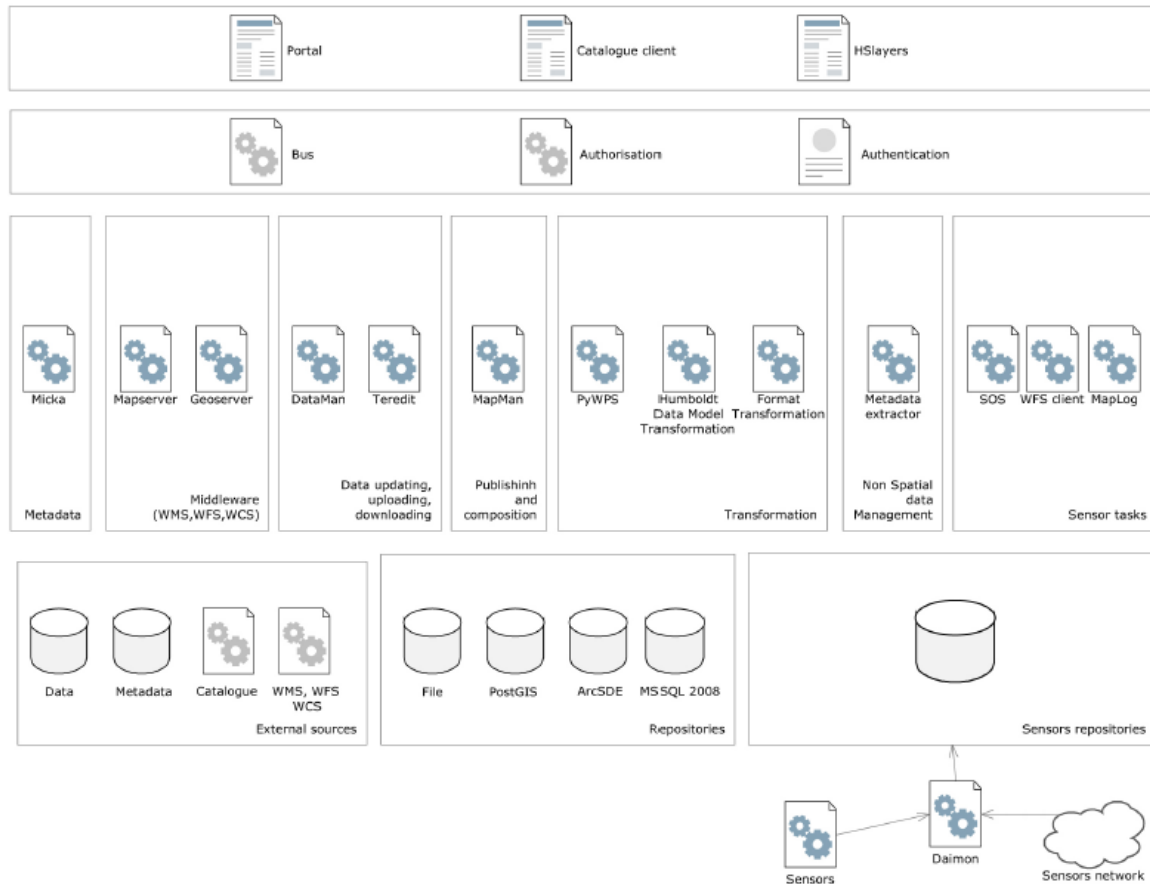 Portal
Catalogue client
HSlayers
Bus
Authorisation
Authentication
Micka
Metadata
Mapserver
Geoserver
Middleware
(WMS,WFS,WCS)
DataMan
Teredit
Data updating,
uploading,
downloading
MapMan
Publishinh
and
composition
PyWPS
Humboldt
Data Model
Transformation
Format
Transformation
Transformation
Metadata
extractor
Non Spatial
data
Management
SOS
WFS client
MapLog
Sensor tasks
Data
Metadata
Catalogue
WMS, WFS
WCS
External sources
File
PostGIS
ArcSDE
MSSQL 2008
Repositories
Sensors repositories
Sensors
Daimon
Sensors network